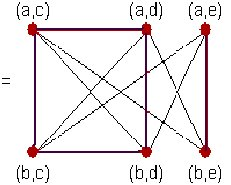 (a,c) (a,d) (a,e)
=
(b,c) (b,d) (b,e)